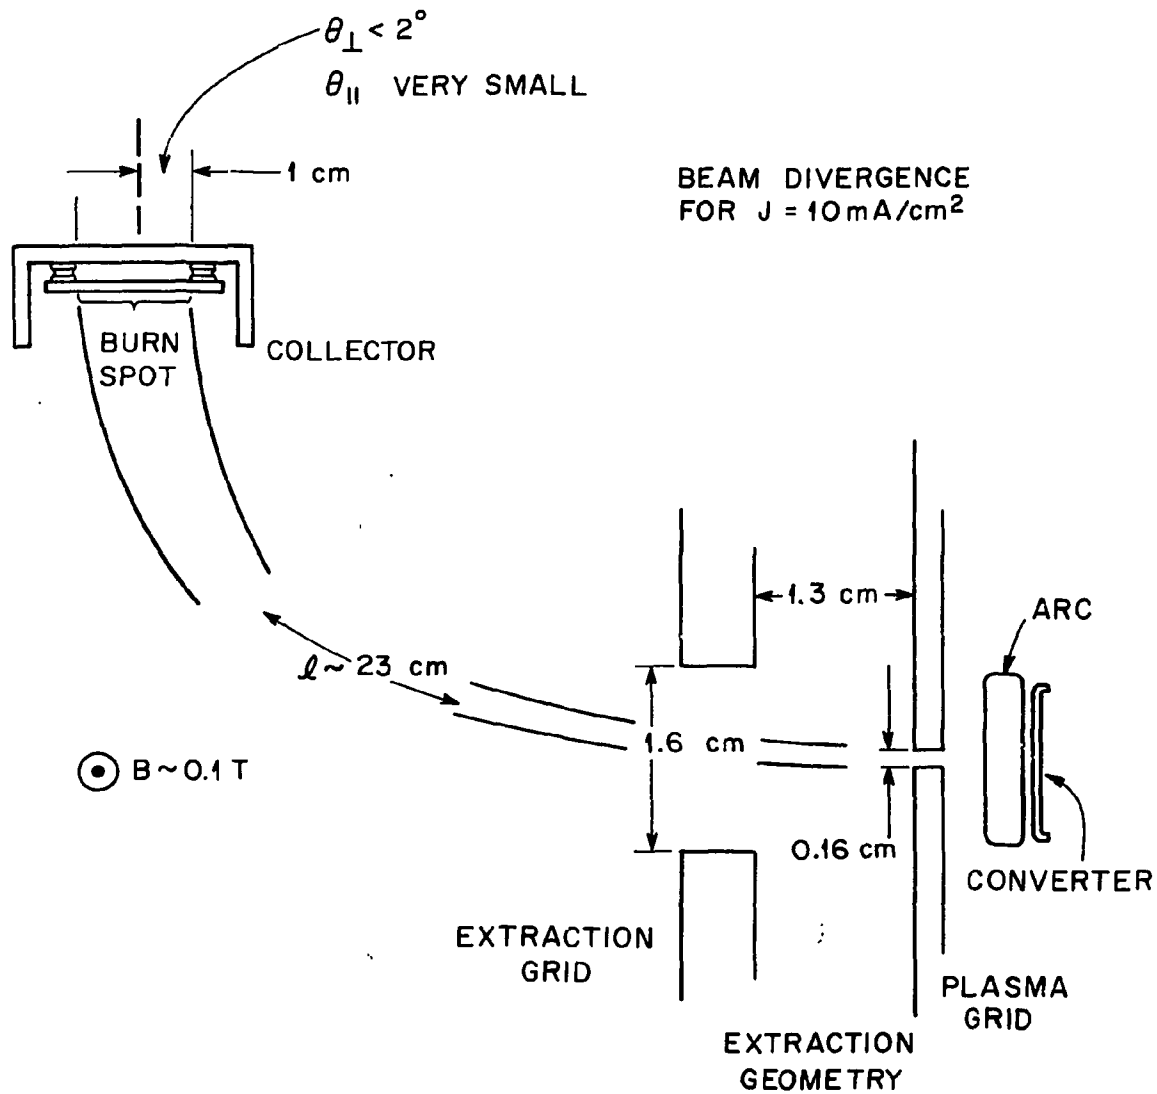 θ⊥ < 2°
θ|| VERY SMALL
1 cm
BEAM DIVERGENCE
FOR J = 10 mA/cm²
BURN
SPOT
COLLECTOR
1.3 cm
ARC
ℓ ~ 23 cm
1.6 cm
B ~ 0.1 T
0.16 cm
CONVERTER
EXTRACTION
GRID
PLASMA
GRID
EXTRACTION
GEOMETRY